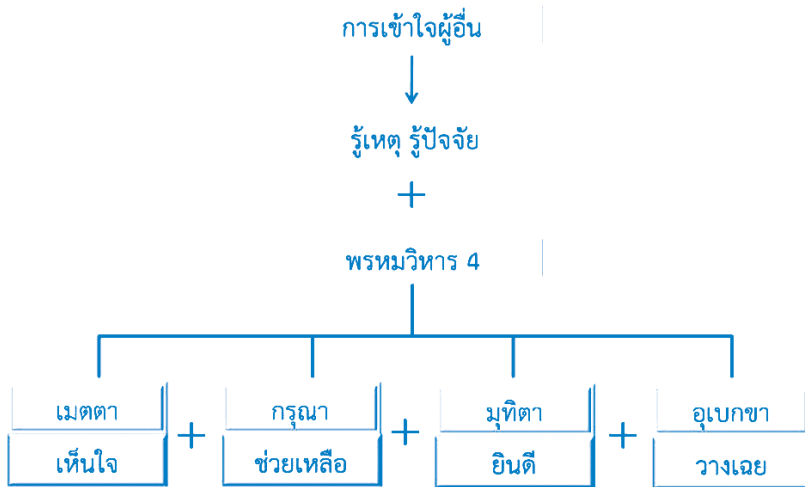 การเข้าใจผู้อื่น
รู้เหตุ รู้ปัจจัย
+
พรหมวิหาร 4
เมตตา + กรุณา + มุทิตา + อุเบกขา
เห็นใจ ช่วยเหลือ ยินดี วางเฉย